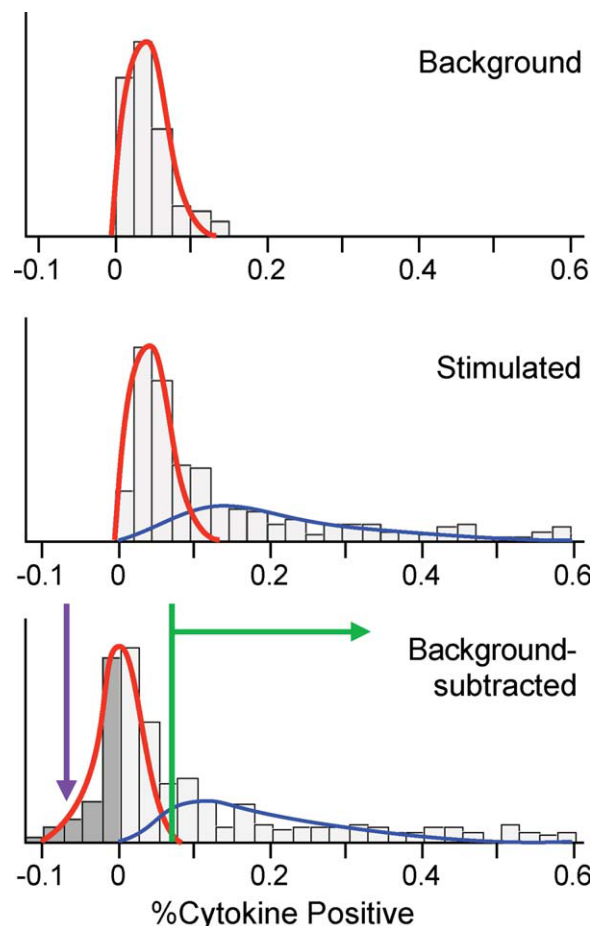 Background
-0.1 0 0.2 0.4 0.6
Stimulated
-0.1 0 0.2 0.4 0.6
Background-
subtracted
-0.1 0 0.2 0.4 0.6
%Cytokine Positive